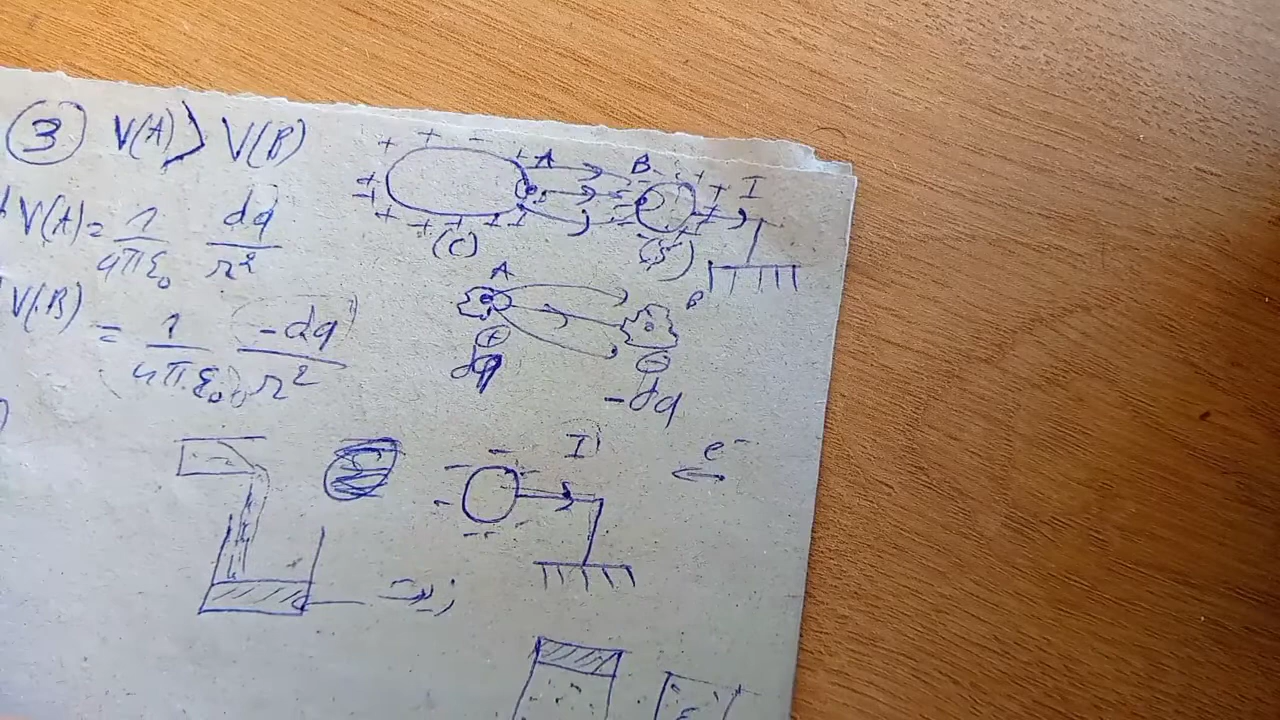 3 V(A) > V(B)
V(A) = 1/4πε₀ dq/r²
V(B) = 1/4πε₀ -dq/r²
A B I
(C) (S)
A B
+ −
dq -dq
I e⁻